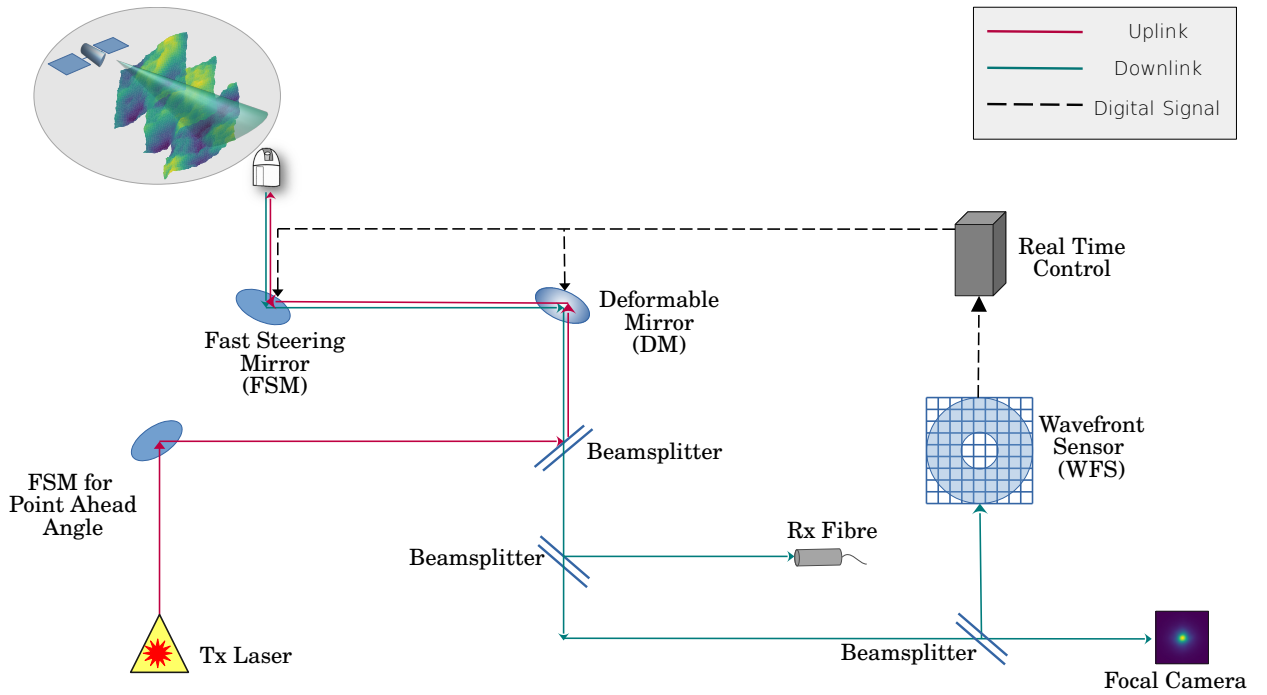 Uplink
Downlink
Digital Signal
Real Time
Control
Deformable
Mirror
(DM)
Fast Steering
Mirror
(FSM)
Beamsplitter
Wavefront
Sensor
(WFS)
FSM for
Point Ahead
Angle
Rx Fibre
Beamsplitter
Tx Laser
Beamsplitter
Focal Camera